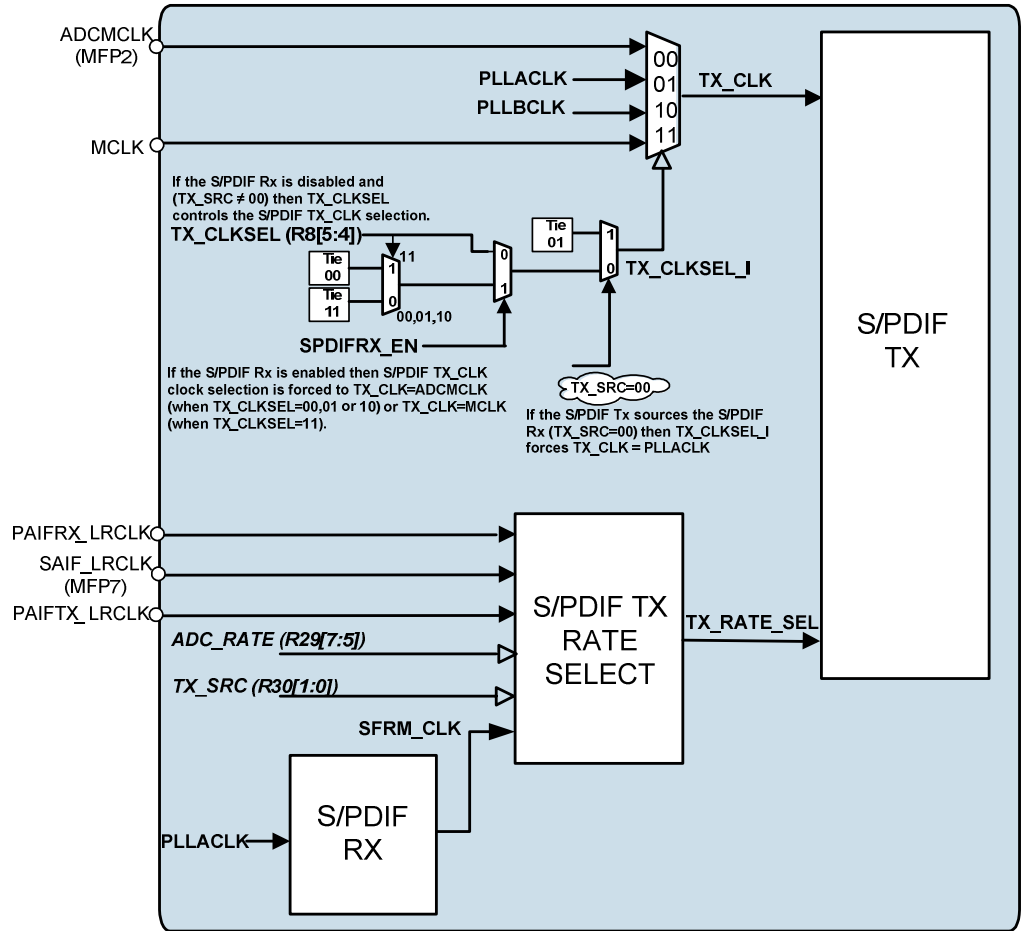 ADCMCLK
(MFP2)
PLLACLK
PLLBCLK
MCLK
00
01
10
11
TX_CLK
S/PDIF
TX
If the S/PDIF Rx is disabled and
(TX_SRC ≠ 00) then TX_CLKSEL
controls the S/PDIF TX_CLK selection.
TX_CLKSEL (R8[5:4])
Tie
00
Tie
11
1
0
11
00,01,10
0
1
Tie
01
1
0
TX_CLKSEL_I
SPDIFRX_EN
If the S/PDIF Rx is enabled then S/PDIF TX_CLK
clock selection is forced to TX_CLK=ADCMCLK
(when TX_CLKSEL=00,01 or 10) or TX_CLK=MCLK
(when TX_CLKSEL=11).
TX_SRC=00
If the S/PDIF Tx sources the S/PDIF
Rx (TX_SRC=00) then TX_CLKSEL_I
forces TX_CLK = PLLACLK
PAIFRX_LRCLK
SAIF_LRCLK
(MFP7)
PAIFTX_LRCLK
ADC_RATE (R29[7:5])
TX_SRC (R30[1:0])
SFRM_CLK
S/PDIF TX
RATE
SELECT
TX_RATE_SEL
PLLACLK
S/PDIF
RX